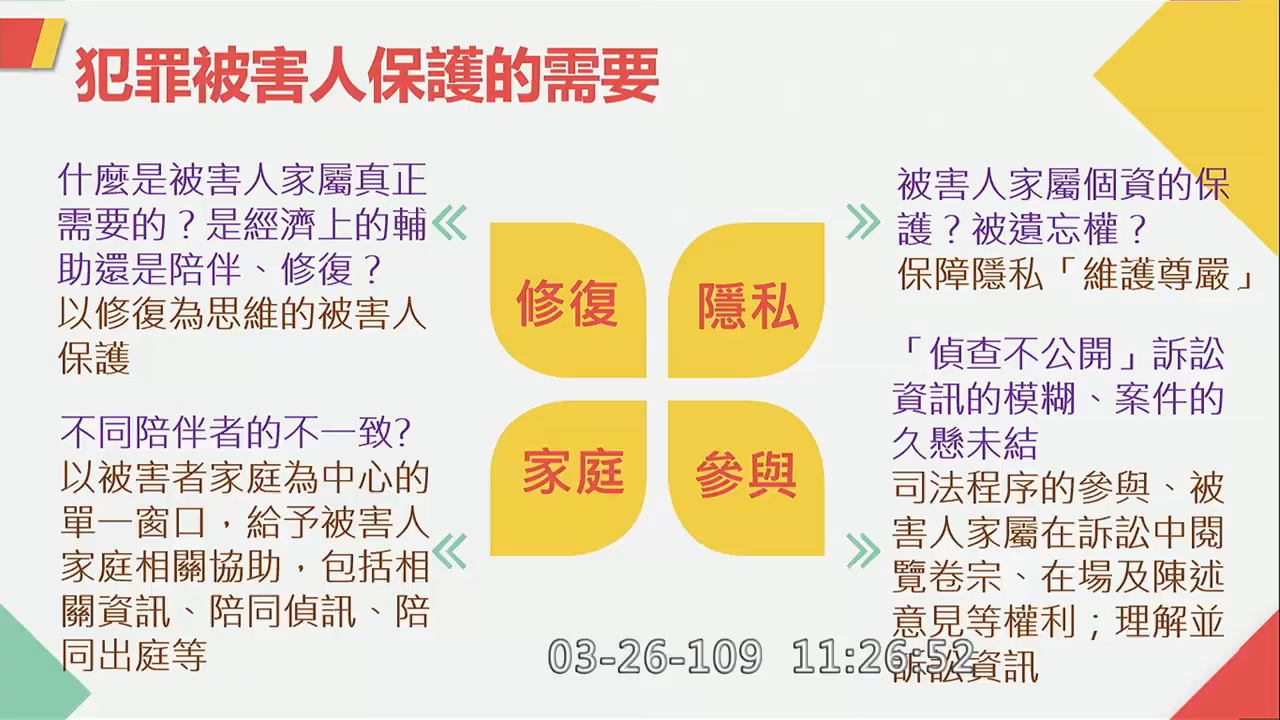 犯罪被害人保護的需要
什麼是被害人家屬真正
需要的？是經濟上的輔
助還是陪伴、修復？
以修復為思維的被害人
保護
不同陪伴者的不一致?
以被害者家庭為中心的
單一窗口，給予被害人
家庭相關協助，包括相
關資訊、陪同偵訊、陪
同出庭等
修復
隱私
家庭
參與
被害人家屬個資的保
護？被遺忘權？
保障隱私「維護尊嚴」
「偵查不公開」訴訟
資訊的模糊、案件的
久懸未結
司法程序的參與、被
害人家屬在訴訟中閱
覽卷宗、在場及陳述
意見等權利；理解並
訴訟資訊
03-26-109 11:26:52